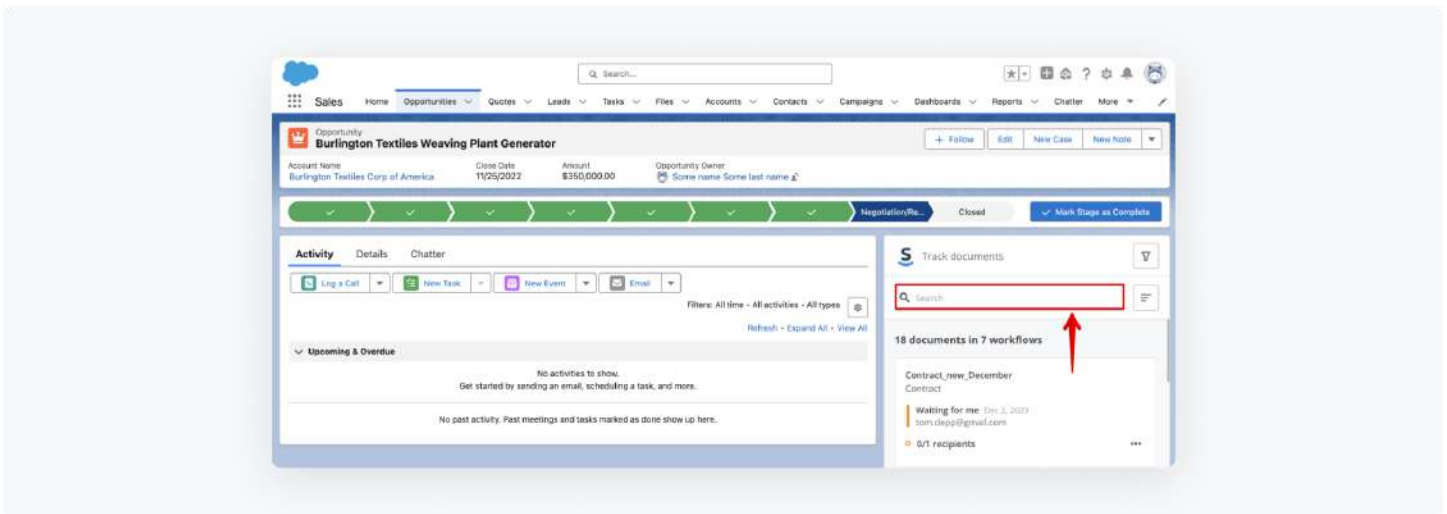 Search...
Sales Home Opportunities Quotes Leads Tasks Files Accounts Contacts Campaigns Dashboards Reports Chatter More
Opportunity
Burlington Textiles Weaving Plant Generator
+ Follow Edit New Case New Note
Account Name Close Date Amount Opportunity Owner
Burlington Textiles Corp of America 11/25/2022 $350,000.00 Some name Some last name
Negotiation/Re... Closed Mark Stage as Complete
Activity Details Chatter
Log a Call New Task New Event Email
Filters: All time • All activities • All types
Refresh • Expand All • View All
Upcoming & Overdue
No activities to show.
Get started by sending an email, scheduling a task, and more.
No past activity. Past meetings and tasks marked as done show up here.
S Track documents
Search
18 documents in 7 workflows
Contract_new_December
Contract
Waiting for me Dec 2, 2023
tom.depp@gmail.com
0/1 recipients